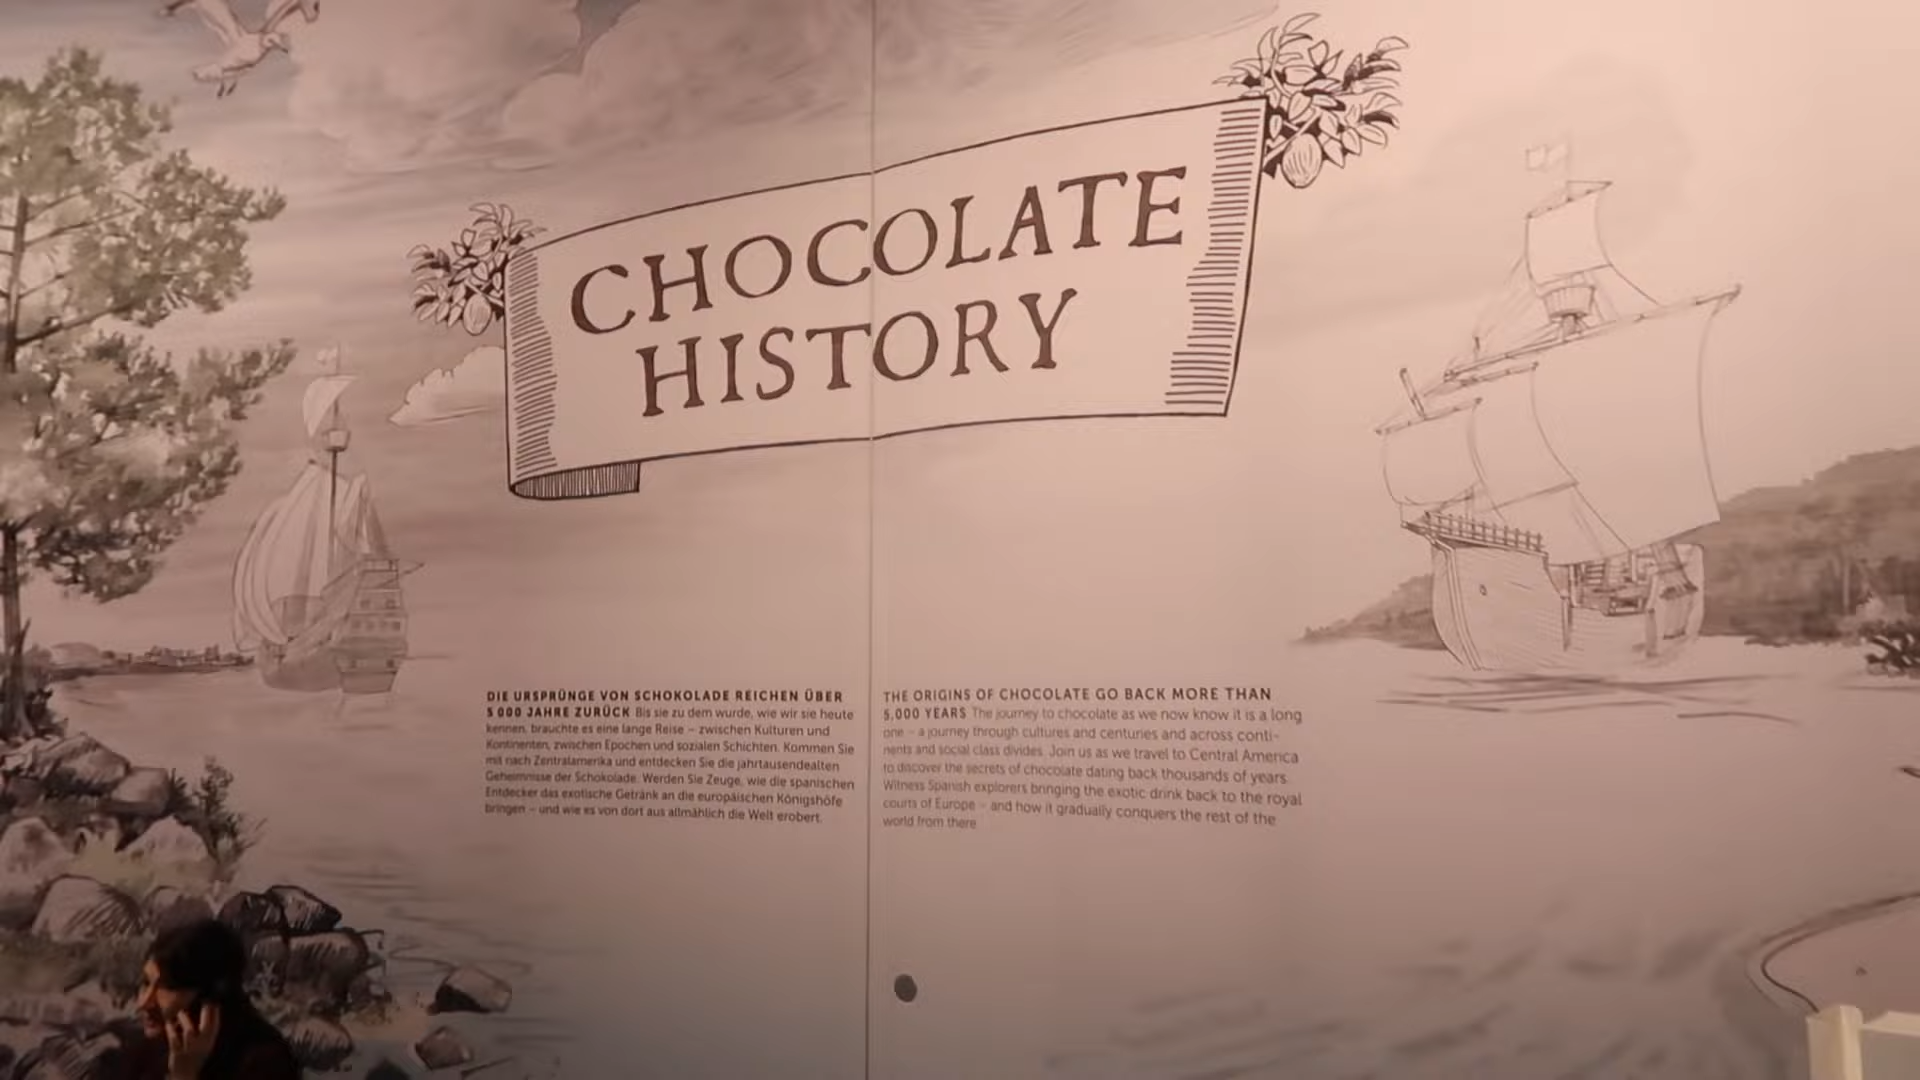 CHOCOLATE
HISTORY
DIE URSPRÜNGE VON SCHOKOLADE REICHEN ÜBER
5 000 JAHRE ZURÜCK Bis sie zu dem wurde, wie wir sie heute
kennen, brauchte es eine lange Reise – zwischen Kulturen und
Kontinenten, zwischen Epochen und sozialen Schichten. Kommen Sie
mit nach Zentralamerika und entdecken Sie die jahrtausendealten
Geheimnisse der Schokolade. Werden Sie Zeuge, wie die spanischen
Entdecker das exotische Getränk an die europäischen Königshöfe
bringen – und wie es von dort aus allmählich die Welt erobert.
THE ORIGINS OF CHOCOLATE GO BACK MORE THAN
5,000 YEARS The journey to chocolate as we now know it is a long
one – a journey through cultures and centuries and across conti-
nents and social class divides. Join us as we travel to Central America
to discover the secrets of chocolate dating back thousands of years.
Witness Spanish explorers bringing the exotic drink back to the royal
courts of Europe – and how it gradually conquers the rest of the
world from there